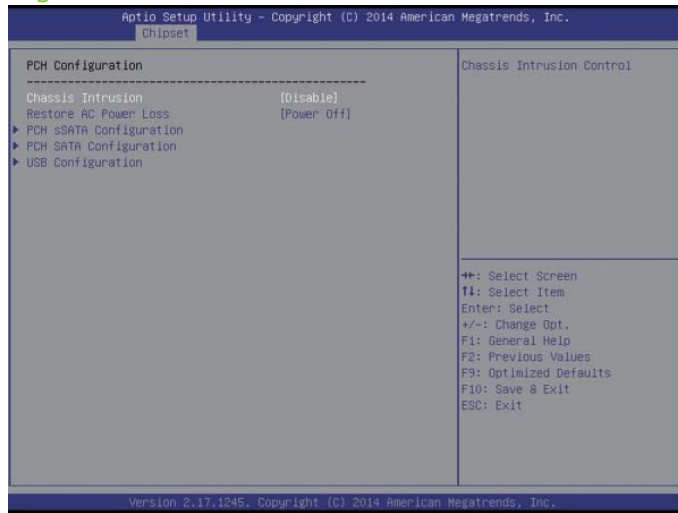 Aptio Setup Utility – Copyright (C) 2014 American Megatrends, Inc.
Chipset
PCH Configuration
Chassis Intrusion [Disable]
Restore AC Power Loss [Power Off]
PCH sSATA Configuration
PCH SATA Configuration
USB Configuration
Chassis Intrusion Control
→←: Select Screen
↑↓: Select Item
Enter: Select
+/-: Change Opt.
F1: General Help
F2: Previous Values
F9: Optimized Defaults
F10: Save & Exit
ESC: Exit
Version 2.17.1245. Copyright (C) 2014 American Megatrends, Inc.